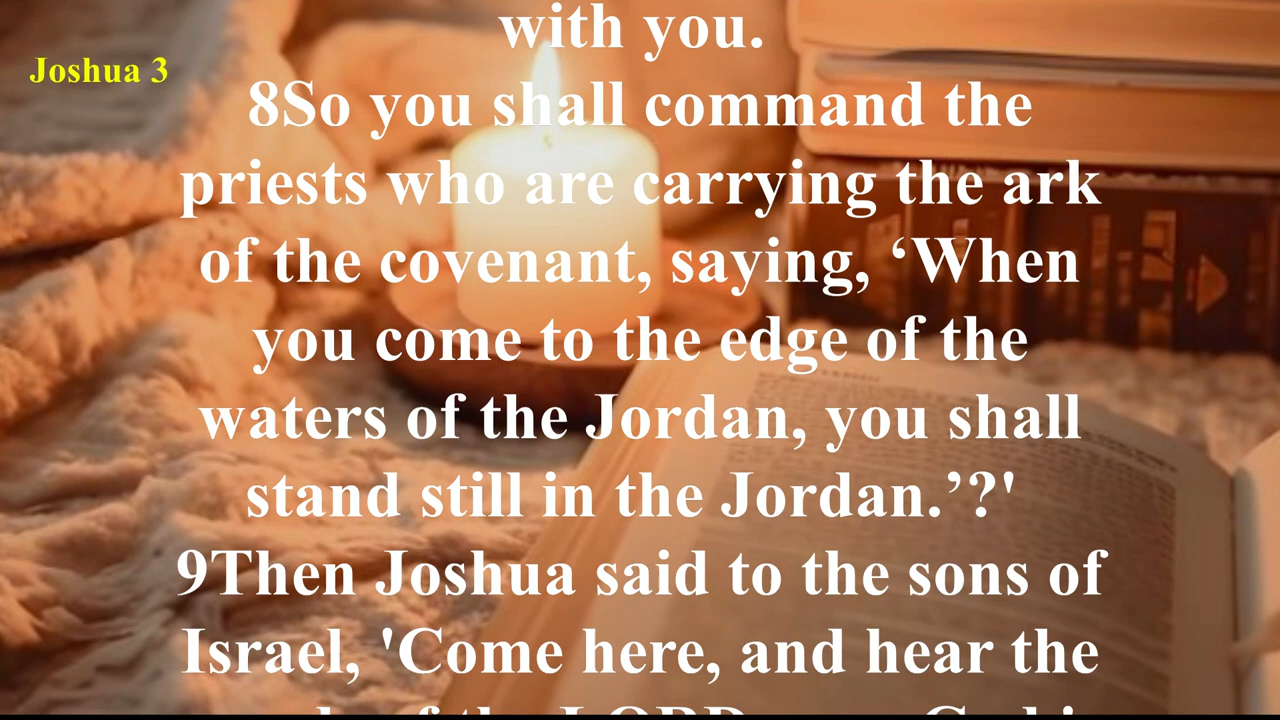 with you.
Joshua 3
8So you shall command the
priests who are carrying the ark
of the covenant, saying, ‘When
you come to the edge of the
waters of the Jordan, you shall
stand still in the Jordan.’?'
9Then Joshua said to the sons of
Israel, 'Come here, and hear the